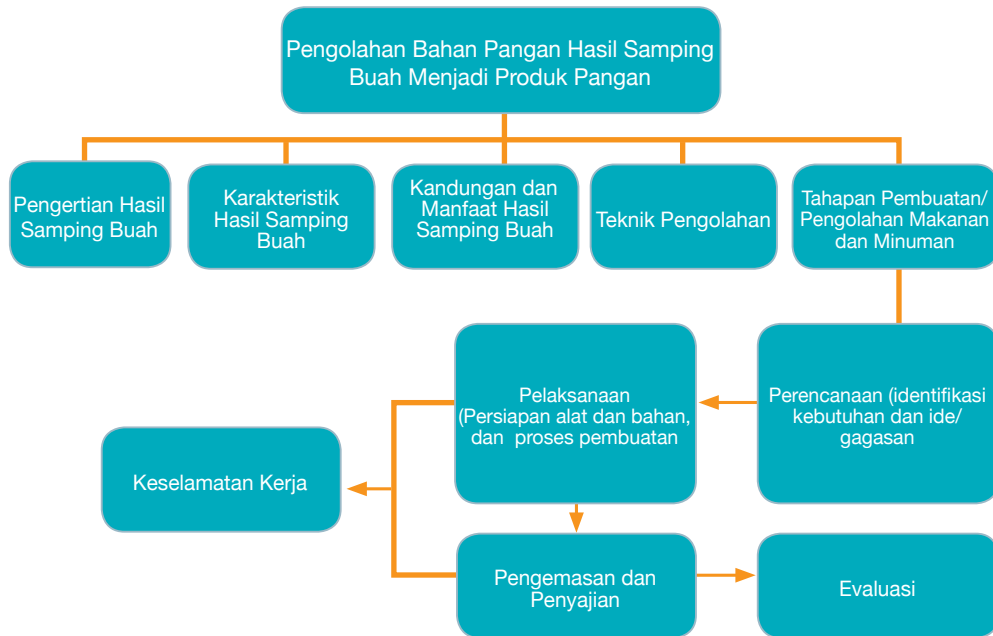 Pengolahan Bahan Pangan Hasil Samping
Buah Menjadi Produk Pangan
Pengertian Hasil
Samping Buah
Karakteristik
Hasil Samping
Buah
Kandungan dan
Manfaat Hasil
Samping Buah
Teknik Pengolahan
Tahapan Pembuatan/
Pengolahan Makanan
dan Minuman
Perencanaan (identifikasi
kebutuhan dan ide/
gagasan
Pelaksanaan
(Persiapan alat dan bahan,
dan proses pembuatan
Keselamatan Kerja
Pengemasan dan
Penyajian
Evaluasi